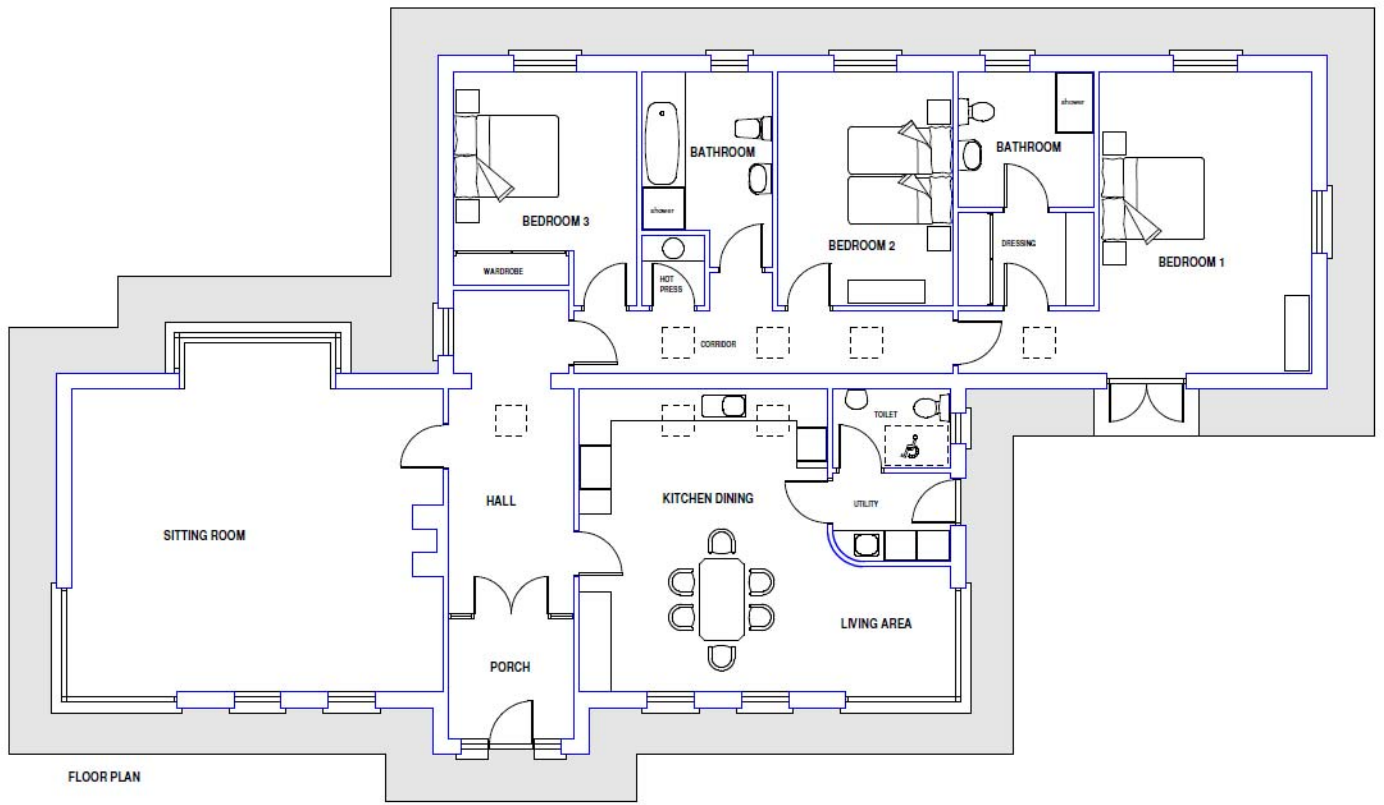 shower
BATHROOM
BATHROOM
shower
shower
BEDROOM 3
BEDROOM 2
DRESSING
BEDROOM 1
WARDROBE
HOT
PRESS
CORRIDOR
TOILET
HALL
KITCHEN DINING
UTILITY
SITTING ROOM
LIVING AREA
PORCH
FLOOR PLAN